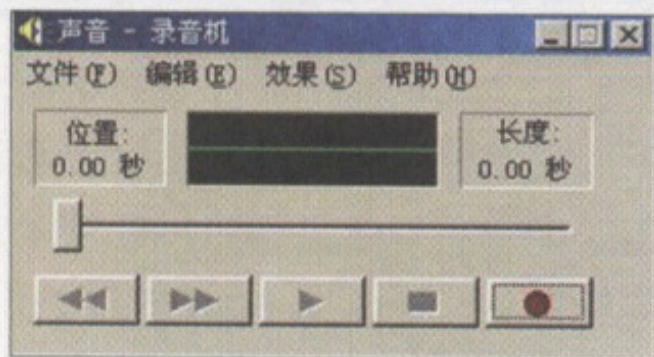 声音 - 录音机
文件(F) 编辑(E) 效果(S) 帮助(H)
位置:
0.00 秒
长度:
0.00 秒